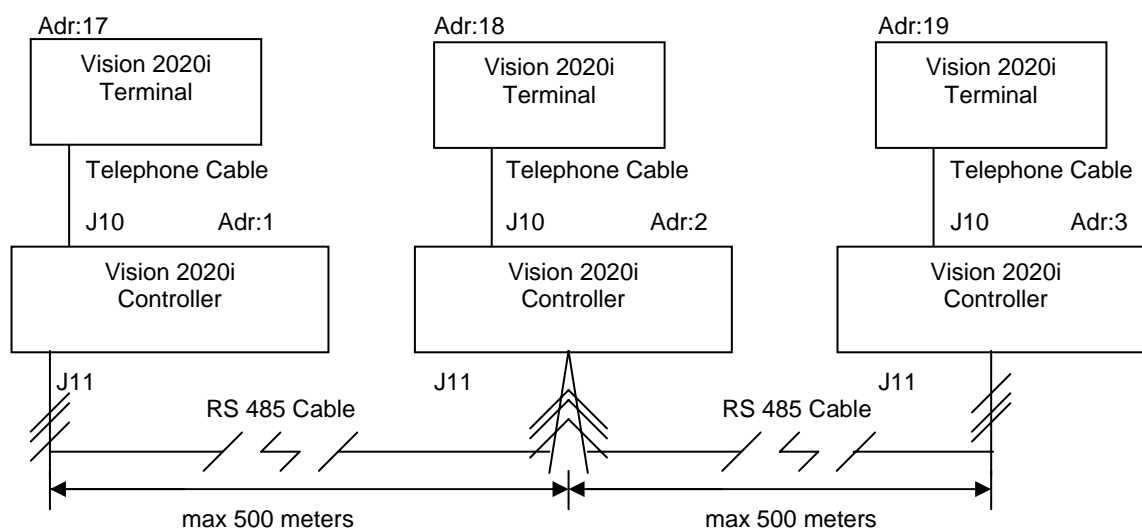 Adr:17
Adr:18
Adr:19
Vision 2020i
Terminal
Vision 2020i
Terminal
Vision 2020i
Terminal
Telephone Cable
Telephone Cable
Telephone Cable
J10
Adr:1
J10
Adr:2
J10
Adr:3
Vision 2020i
Controller
Vision 2020i
Controller
Vision 2020i
Controller
J11
J11
J11
RS 485 Cable
RS 485 Cable
max 500 meters
max 500 meters